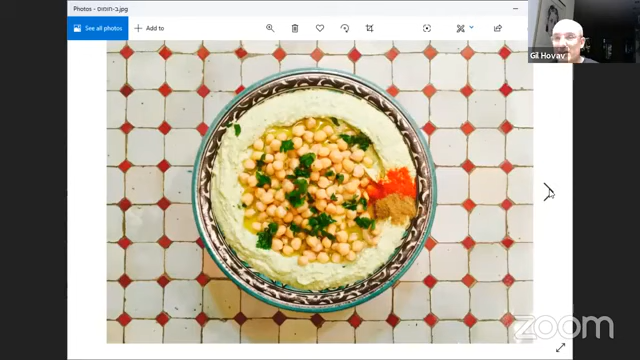 Photos - ב-חומוס.jpg
See all photos
Add to
Gil Hovav
zoom